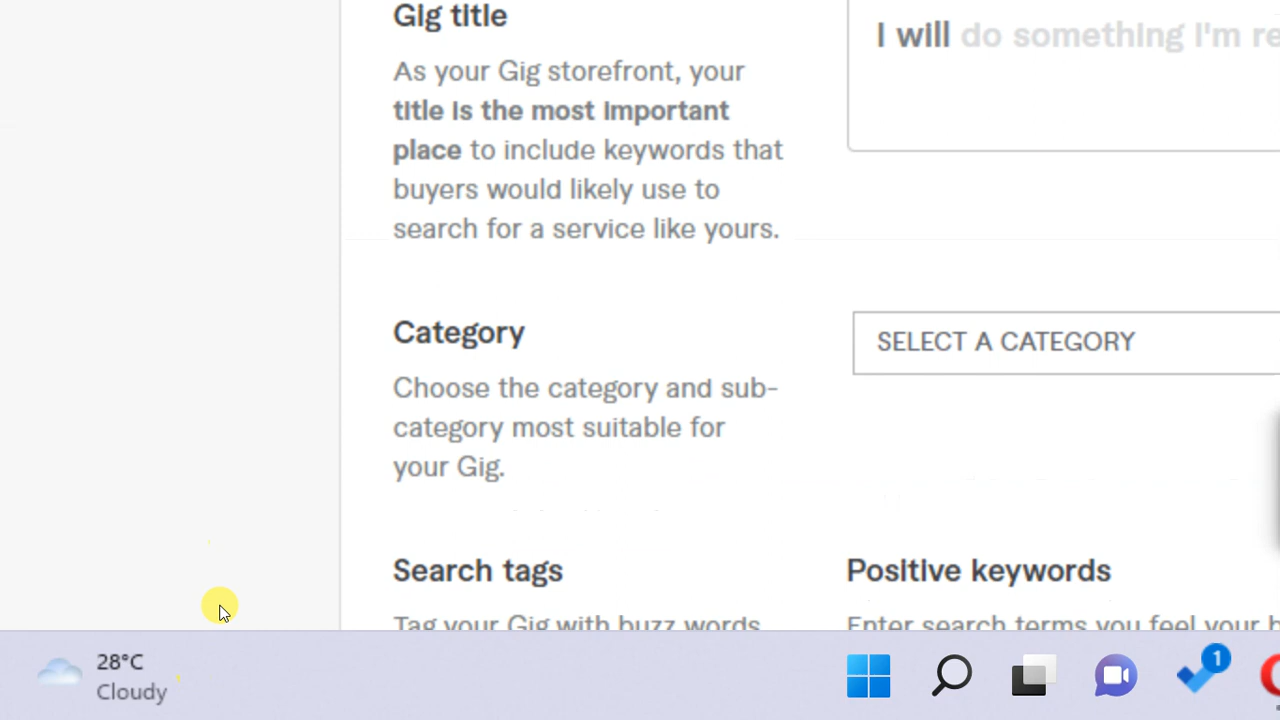 Gig title
I will do something I'm re
As your Gig storefront, your
title is the most important
place to include keywords that
buyers would likely use to
search for a service like yours.
Category
SELECT A CATEGORY
Choose the category and sub-
category most suitable for
your Gig.
Search tags
Positive keywords
Tag your Gig with buzz words
Enter search terms you feel your b
28°C
Cloudy
1